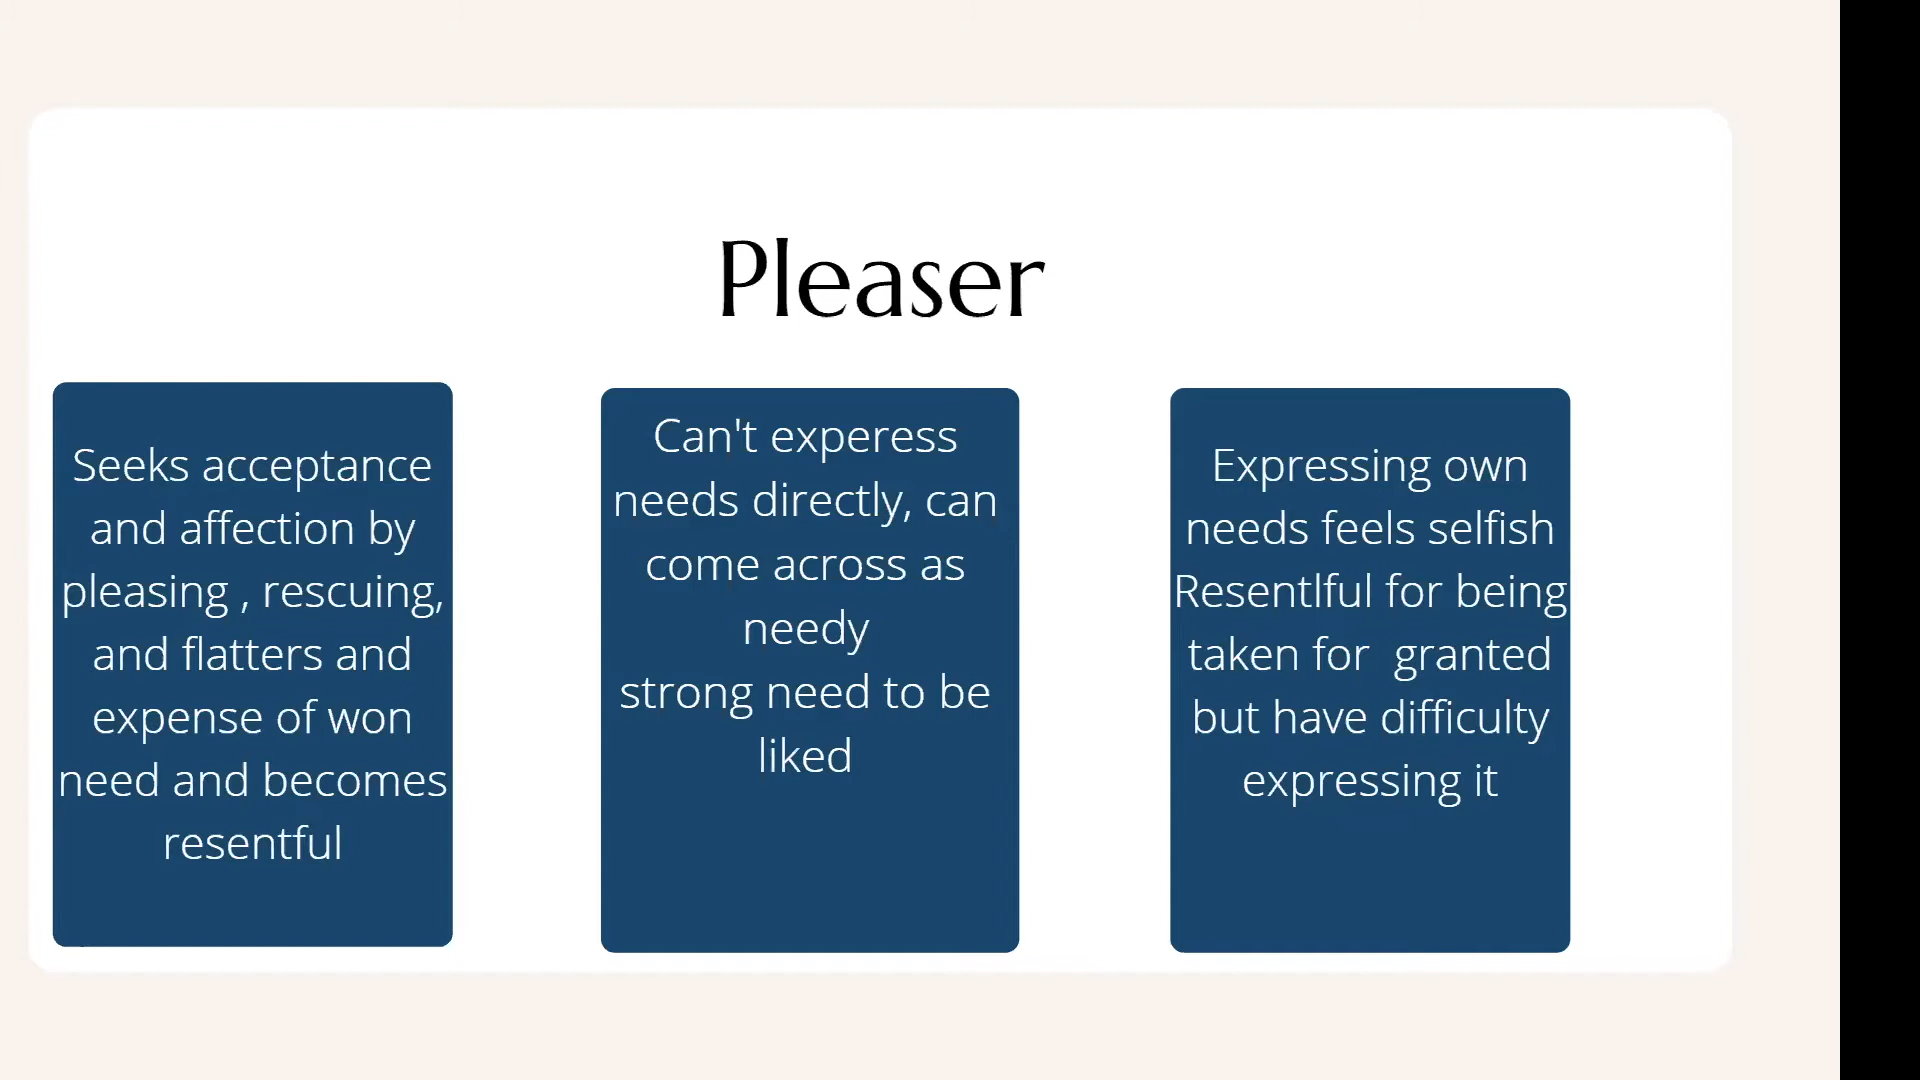 Pleaser
Seeks acceptance
and affection by
pleasing , rescuing,
and flatters and
expense of won
need and becomes
resentful
Can't experess
needs directly, can
come across as
needy
strong need to be
liked
Expressing own
needs feels selfish
Resentlful for being
taken for  granted
but have difficulty
expressing it